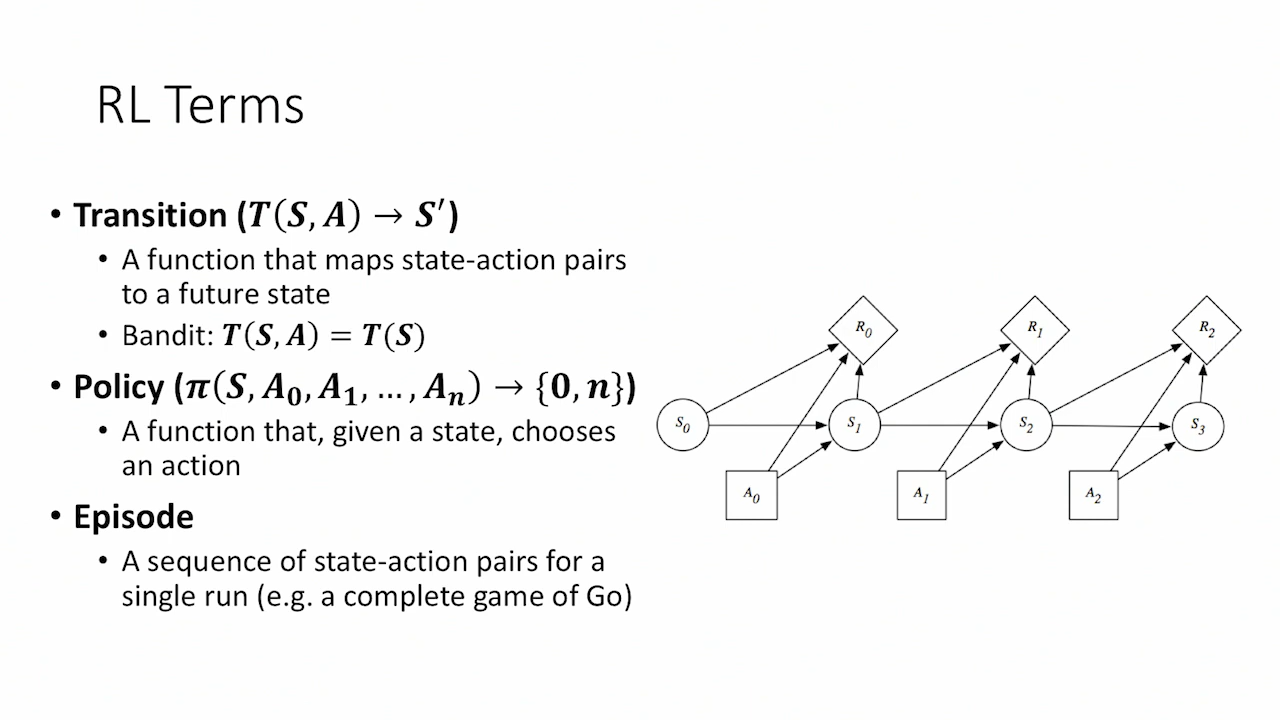 RL Terms
• Transition (T(S, A) → S′)
• A function that maps state-action pairs
to a future state
• Bandit: T(S, A) = T(S)
• Policy (π(S, A₀, A₁, … , Aₙ) → {0, n})
• A function that, given a state, chooses
an action
• Episode
• A sequence of state-action pairs for a
single run (e.g. a complete game of Go)
R₀ R₁ R₂
S₀ S₁ S₂ S₃
A₀ A₁ A₂